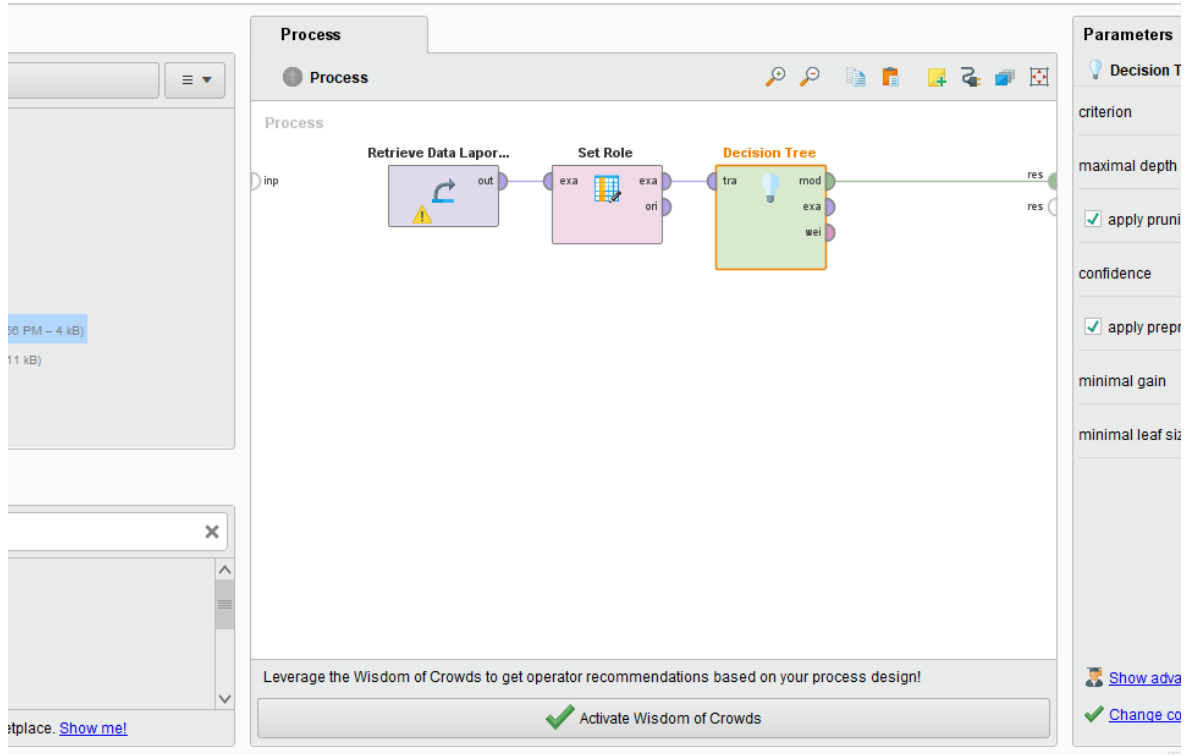 Process
Parameters
Process
Decision T
criterion
Process
Retrieve Data Lapor...
Set Role
Decision Tree
maximal depth
inp
out
exa
exa
tra
mod
res
ori
exa
res
wei
apply pruni
confidence
56 PM – 4 kB)
apply prepr
11 kB)
minimal gain
minimal leaf siz
Leverage the Wisdom of Crowds to get operator recommendations based on your process design!
Show adva
Activate Wisdom of Crowds
Change co
etplace. Show me!